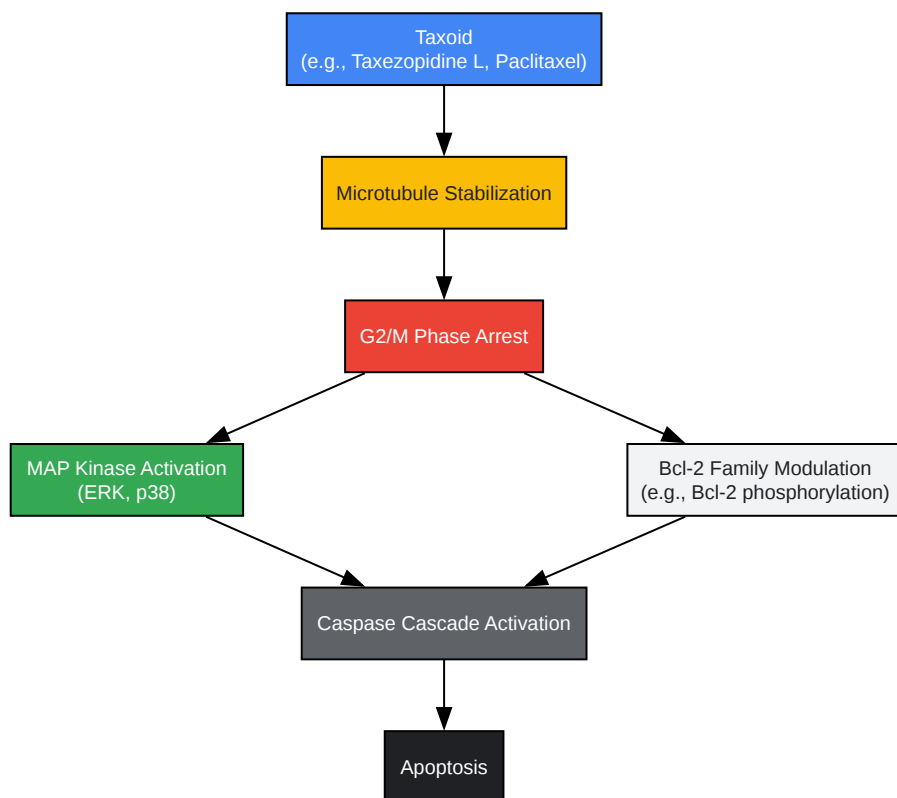 Taxoid
(e.g., Taxezopidine L, Paclitaxel)
Microtubule Stabilization
G2/M Phase Arrest
MAP Kinase Activation
(ERK, p38)
Bcl-2 Family Modulation
(e.g., Bcl-2 phosphorylation)
Caspase Cascade Activation
Apoptosis